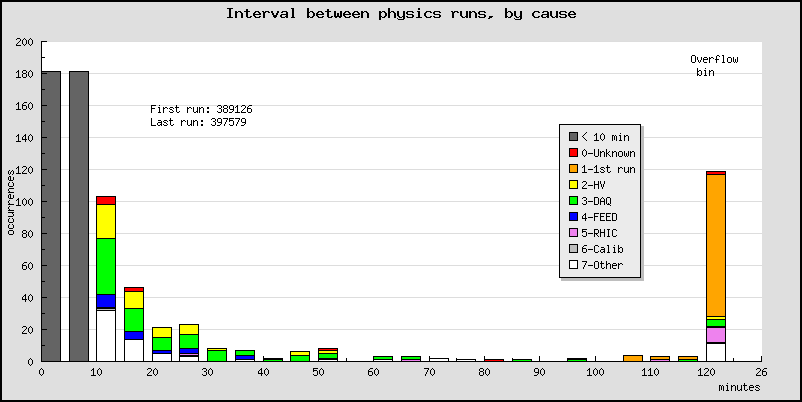 Interval between physics runs, by cause
200
180
160
140
120
100
80
60
40
20
0
occurrences
First run: 389126
Last run: 397579
Overflow
bin
< 10 min
0-Unknown
1-1st run
2-HV
3-DAQ
4-FEED
5-RHIC
6-Calib
7-Other
0 10 20 30 40 50 60 70 80 90 100 110 120 26
minutes